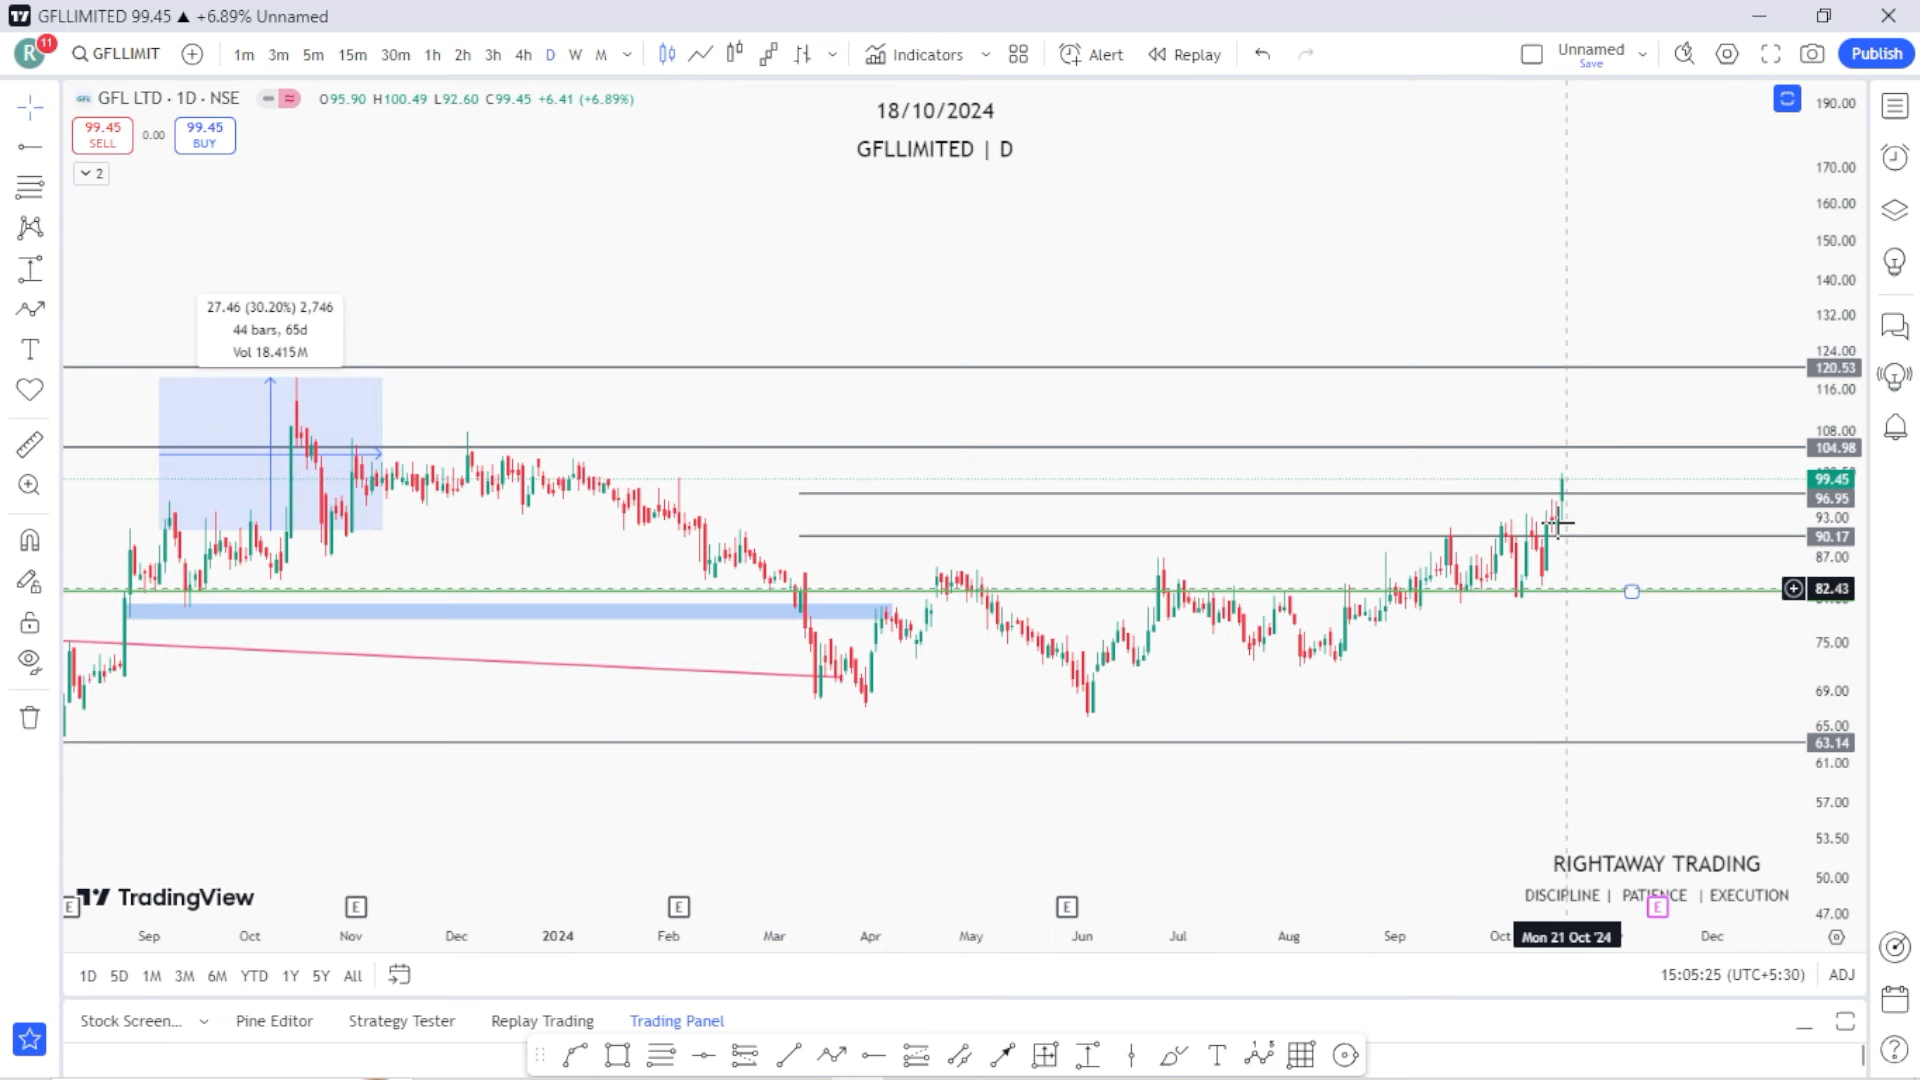 GFLLIMITED 99.45 ▲ +6.89% Unnamed
R 11 GFLLIMIT 1m 3m 5m 15m 30m 1h 2h 3h 4h D W M Indicators Alert Replay Unnamed Save Publish
GFL LTD · 1D · NSE O95.90 H100.49 L92.60 C99.45 +6.41 (+6.89%)
99.45 SELL 0.00 99.45 BUY
2
18/10/2024
GFLLIMITED | D
27.46 (30.20%) 2,746
44 bars, 65d
Vol 18.415M
190.00
170.00
160.00
150.00
140.00
132.00
124.00
120.53
116.00
108.00
104.98
99.45
96.95
93.00
90.17
87.00
82.43
75.00
69.00
65.00
63.14
61.00
57.00
53.50
50.00
47.00
RIGHTAWAY TRADING
DISCIPLINE | PATIENCE | EXECUTION
TradingView
E E E E E
Sep Oct Nov Dec 2024 Feb Mar Apr May Jun Jul Aug Sep Oct Mon 21 Oct '24 Dec
1D 5D 1M 3M 6M YTD 1Y 5Y All 15:05:25 (UTC+5:30) ADJ
Stock Screen... Pine Editor Strategy Tester Replay Trading Trading Panel